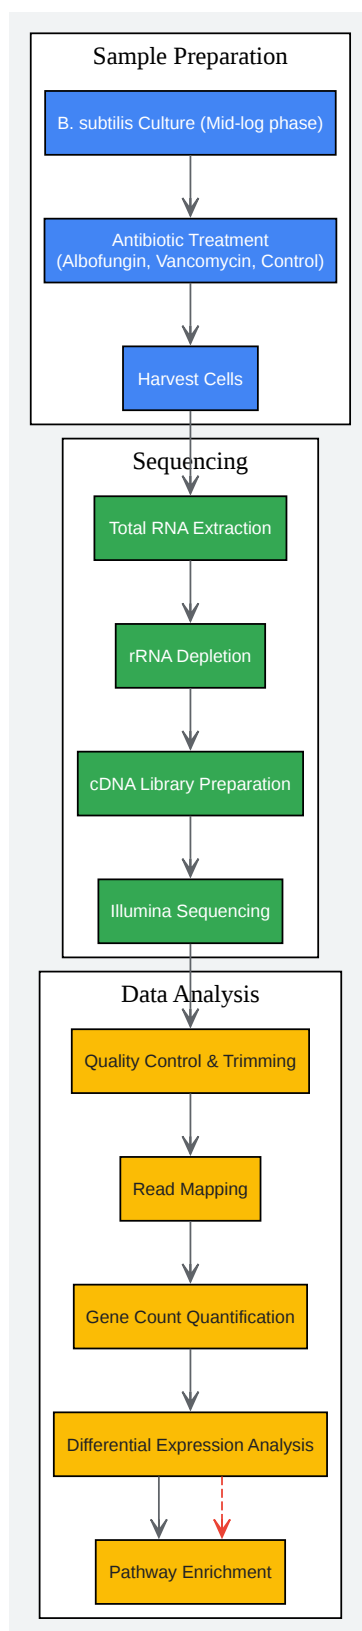 Sample Preparation
B. subtilis Culture (Mid-log phase)
Antibiotic Treatment
(Albofungin, Vancomycin, Control)
Harvest Cells
Sequencing
Total RNA Extraction
rRNA Depletion
cDNA Library Preparation
Illumina Sequencing
Data Analysis
Quality Control & Trimming
Read Mapping
Gene Count Quantification
Differential Expression Analysis
Pathway Enrichment